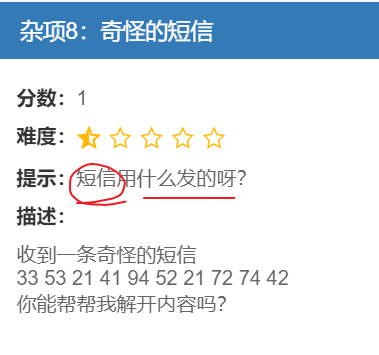 杂项8：奇怪的短信
分数：1
难度：
提示：短信用什么发的呀？
描述：
收到一条奇怪的短信
33 53 21 41 94 52 21 72 74 42
你能帮帮我解开内容吗？